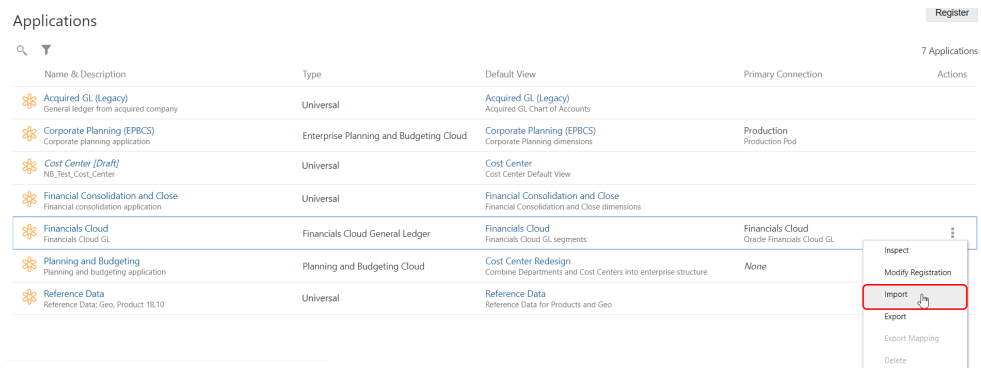 Applications
Register
7 Applications
Name & Description Type Default View Primary Connection Actions
Acquired GL (Legacy) Universal Acquired GL (Legacy)
General ledger from acquired company Acquired GL Chart of Accounts
Corporate Planning (EPBCS) Enterprise Planning and Budgeting Cloud Corporate Planning (EPBCS) Production
Corporate planning application Corporate Planning dimensions Production Pod
Cost Center [Draft] Universal Cost Center
NB_Test_Cost_Center Cost Center Default View
Financial Consolidation and Close Universal Financial Consolidation and Close
Financial consolidation application Financial Consolidation and Close dimensions
Financials Cloud Financials Cloud General Ledger Financials Cloud Financials Cloud
Financials Cloud GL Financials Cloud GL segments Oracle Financials Cloud GL
Planning and Budgeting Planning and Budgeting Cloud Cost Center Redesign None
Planning and budgeting application Combine Departments and Cost Centers into enterprise structure
Reference Data Universal Reference Data
Reference Data; Geo, Product 18.10 Reference Data for Products and Geo
Inspect
Modify Registration
Import
Export
Export Mapping
Delete